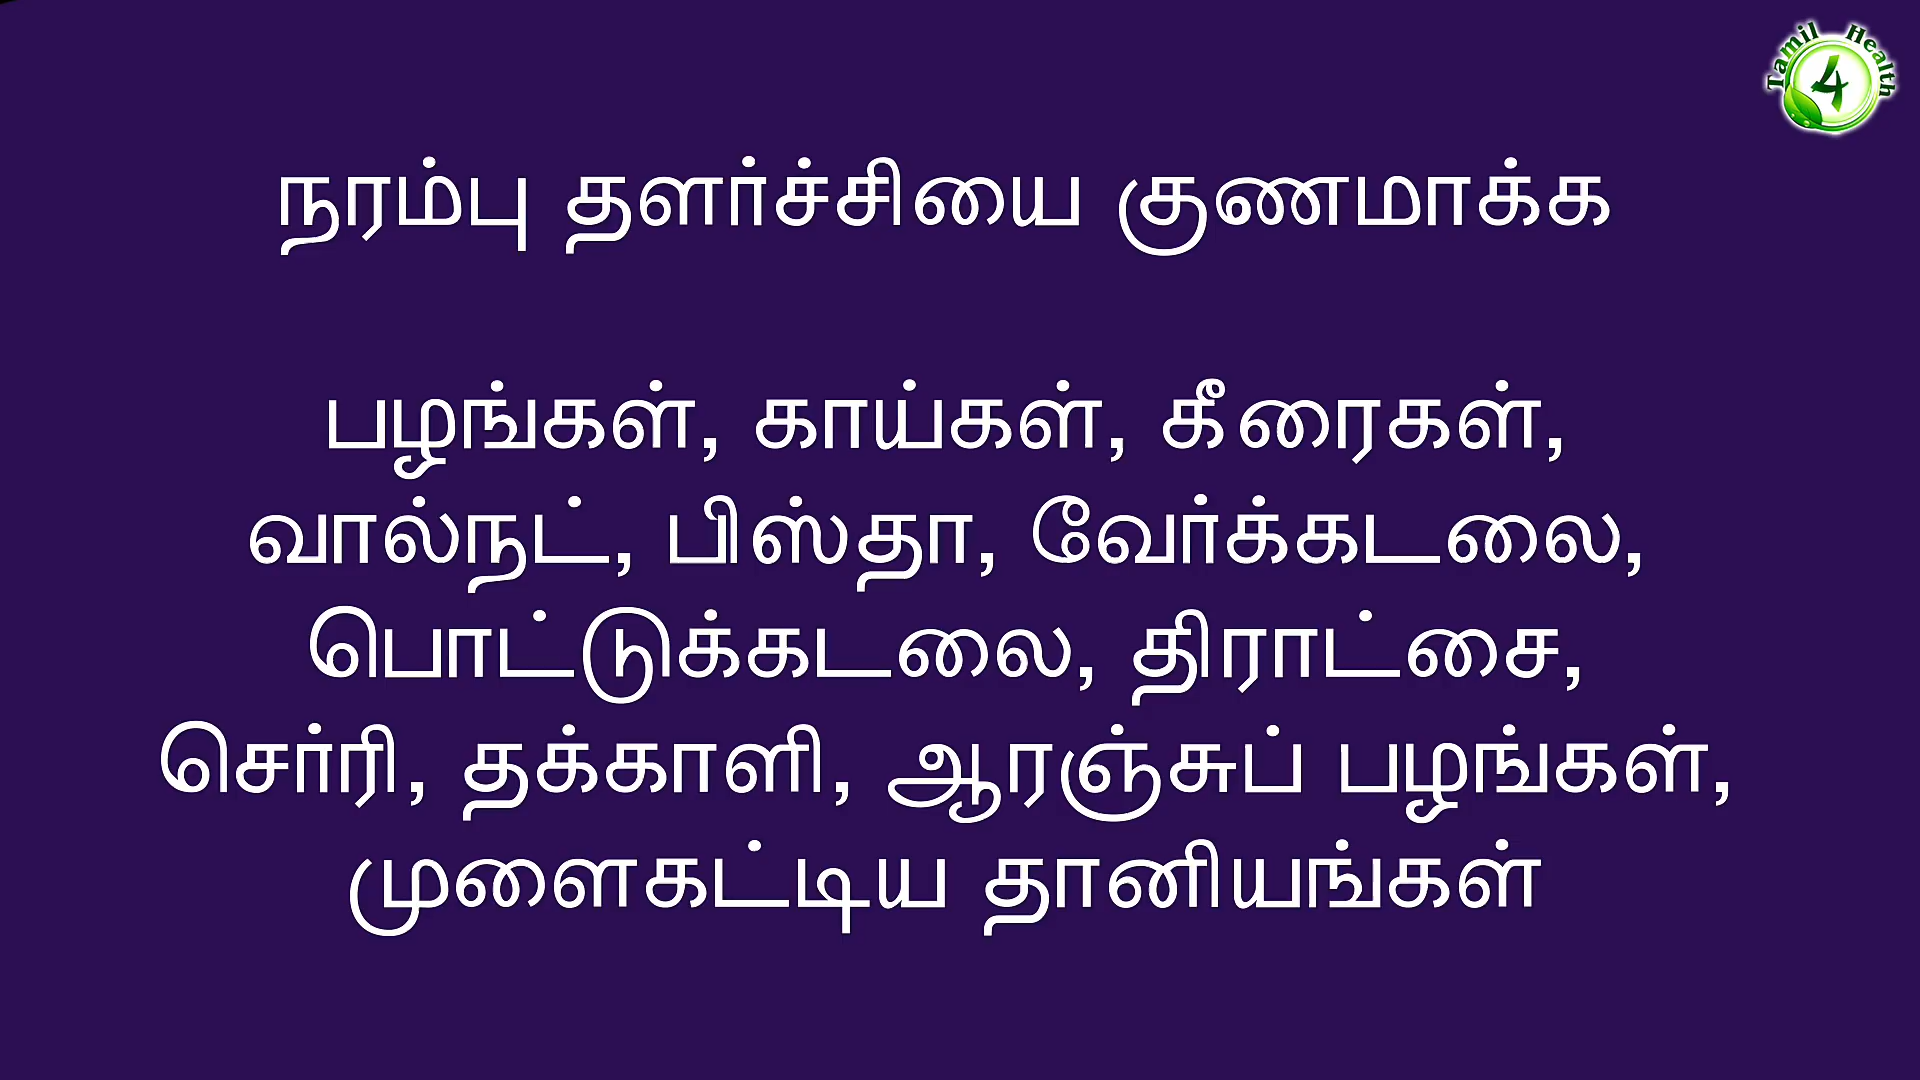 Tamil 4 Health
நரம்பு தளர்ச்சியை குணமாக்க
பழங்கள், காய்கள், கீரைகள்,
வால்நட், பிஸ்தா, வேர்க்கடலை,
பொட்டுக்கடலை, திராட்சை,
செர்ரி, தக்காளி, ஆரஞ்சுப் பழங்கள்,
முளைகட்டிய தானியங்கள்